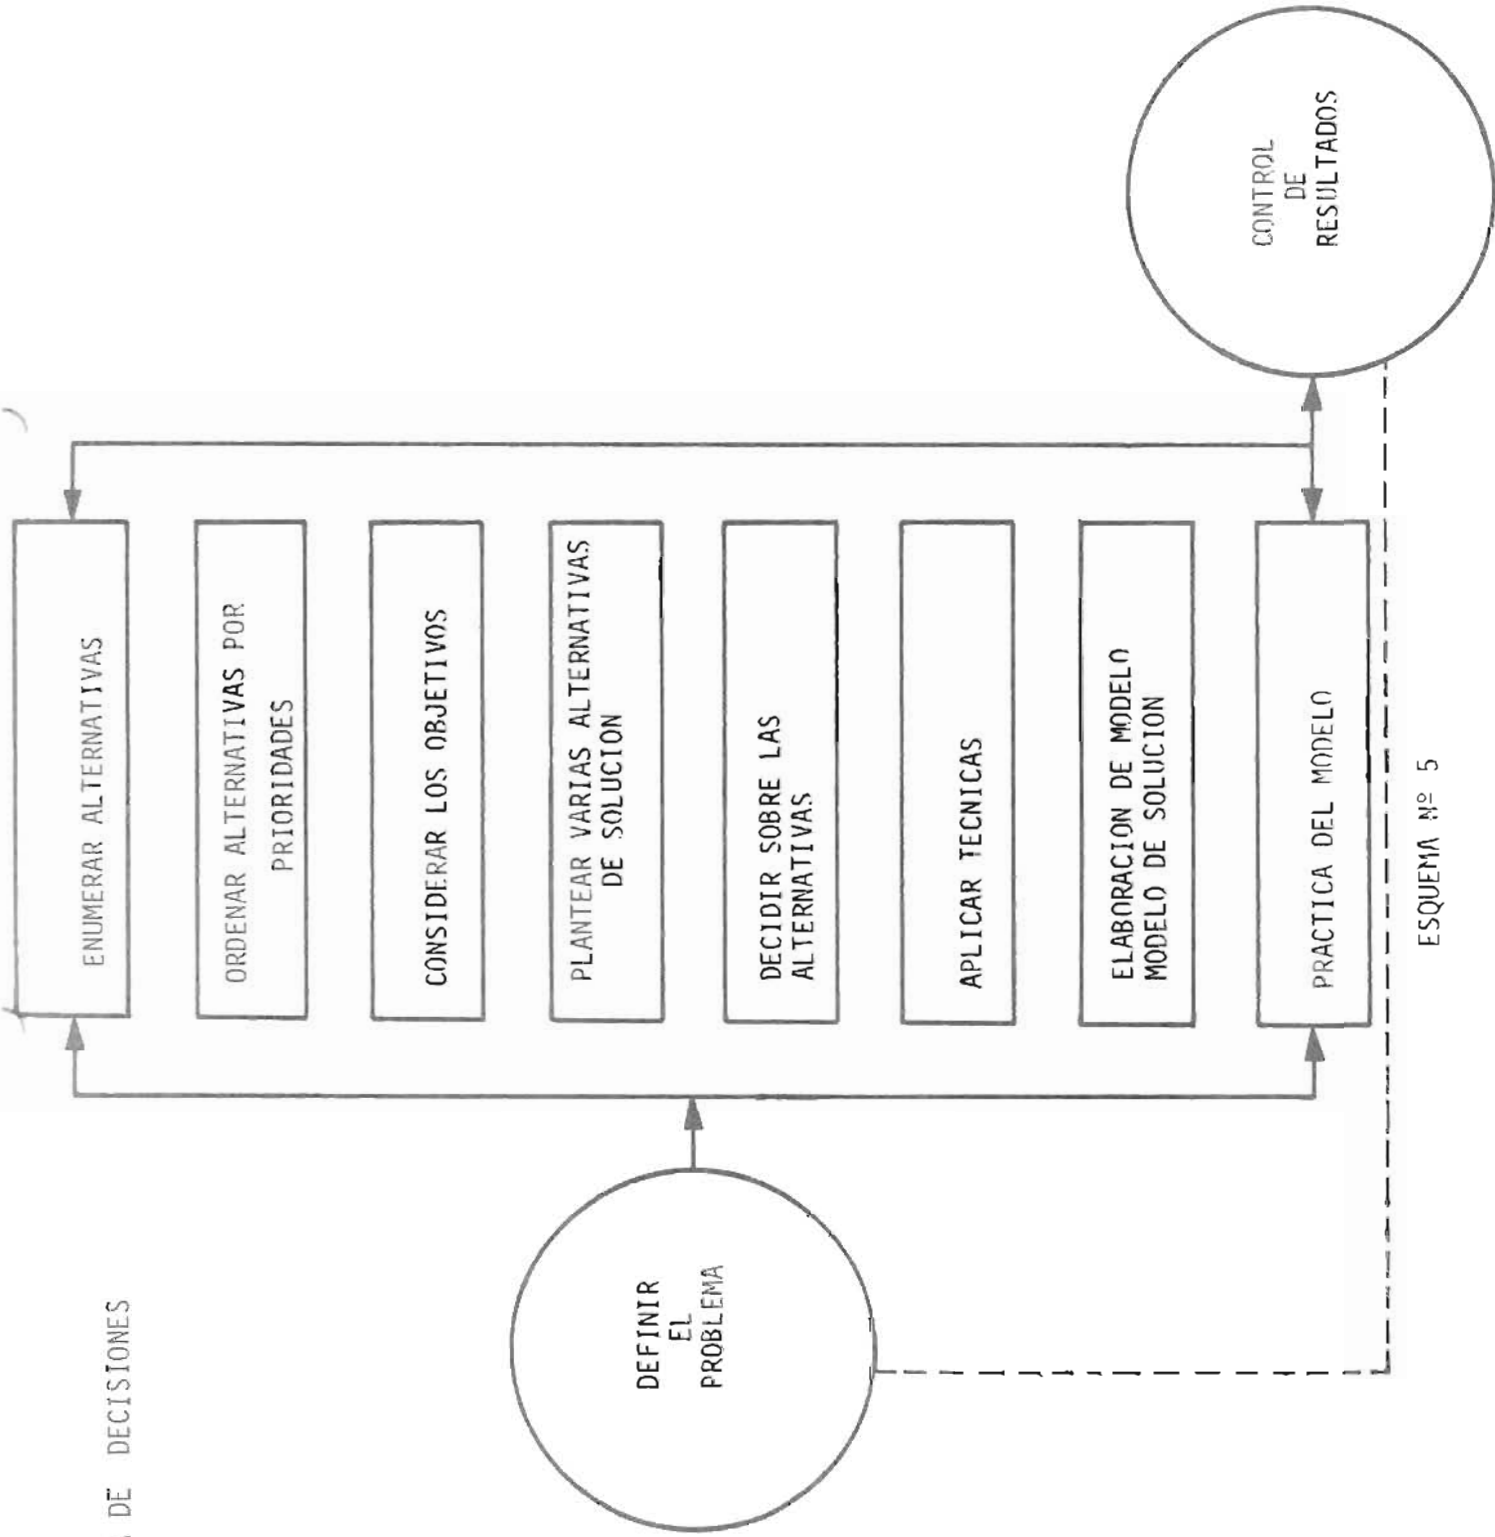 DE DECISIONES
DEFINIR
EL
PROBLEMA
ENUMERAR ALTERNATIVAS
ORDENAR ALTERNATIVAS POR
PRIORIDADES
CONSIDERAR LOS OBJETIVOS
PLANTEAR VARIAS ALTERNATIVAS
DE SOLUCION
DECIDIR SOBRE LAS
ALTERNATIVAS
APLICAR TECNICAS
ELABORACION DE MODELO
MODELO DE SOLUCION
PRACTICA DEL MODELO
CONTROL
DE
RESULTADOS
ESQUEMA Nº 5